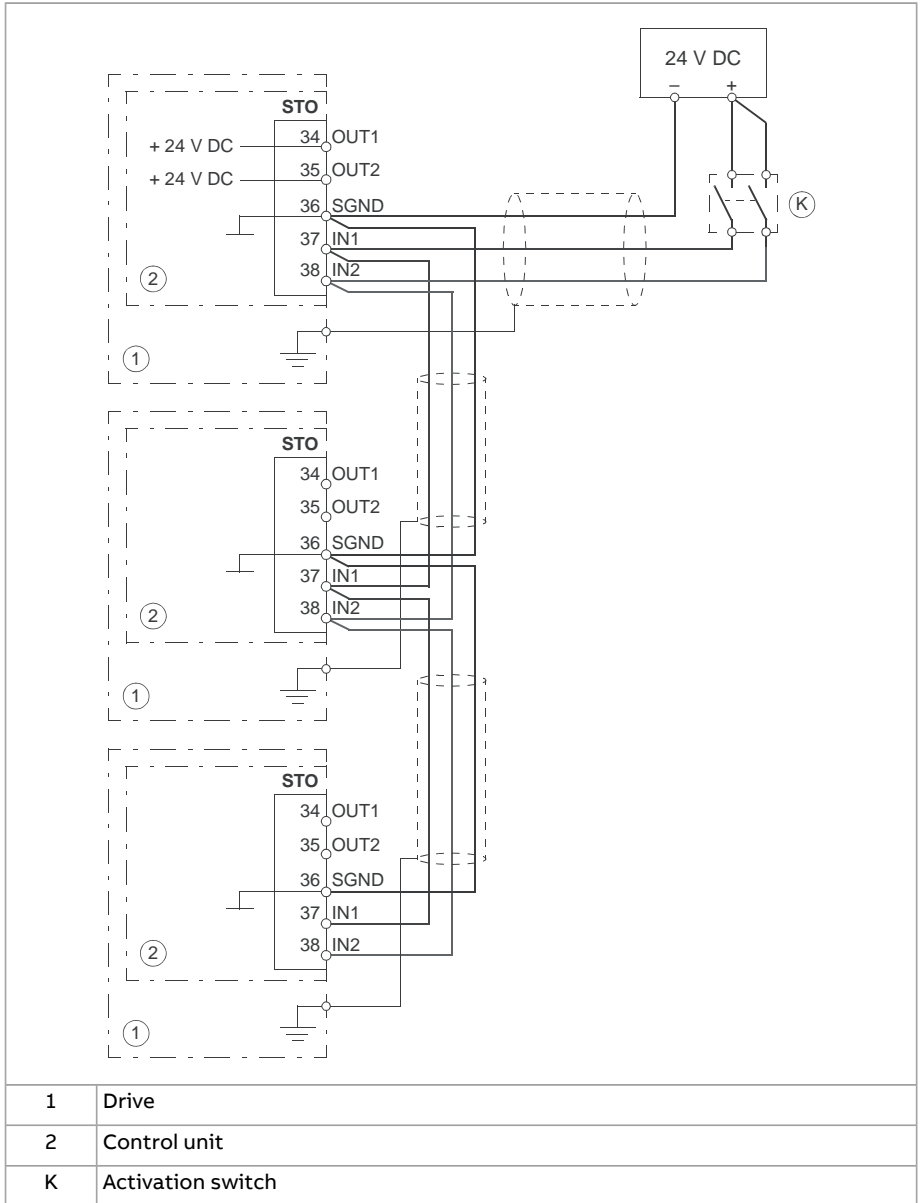 24 V DC
– +
STO
34 OUT1
+ 24 V DC
35 OUT2
+ 24 V DC
36 SGND
K
37 IN1
38 IN2
2
1
STO
34 OUT1
35 OUT2
36 SGND
37 IN1
38 IN2
2
1
STO
34 OUT1
35 OUT2
36 SGND
37 IN1
38 IN2
2
1
1 Drive
2 Control unit
K Activation switch